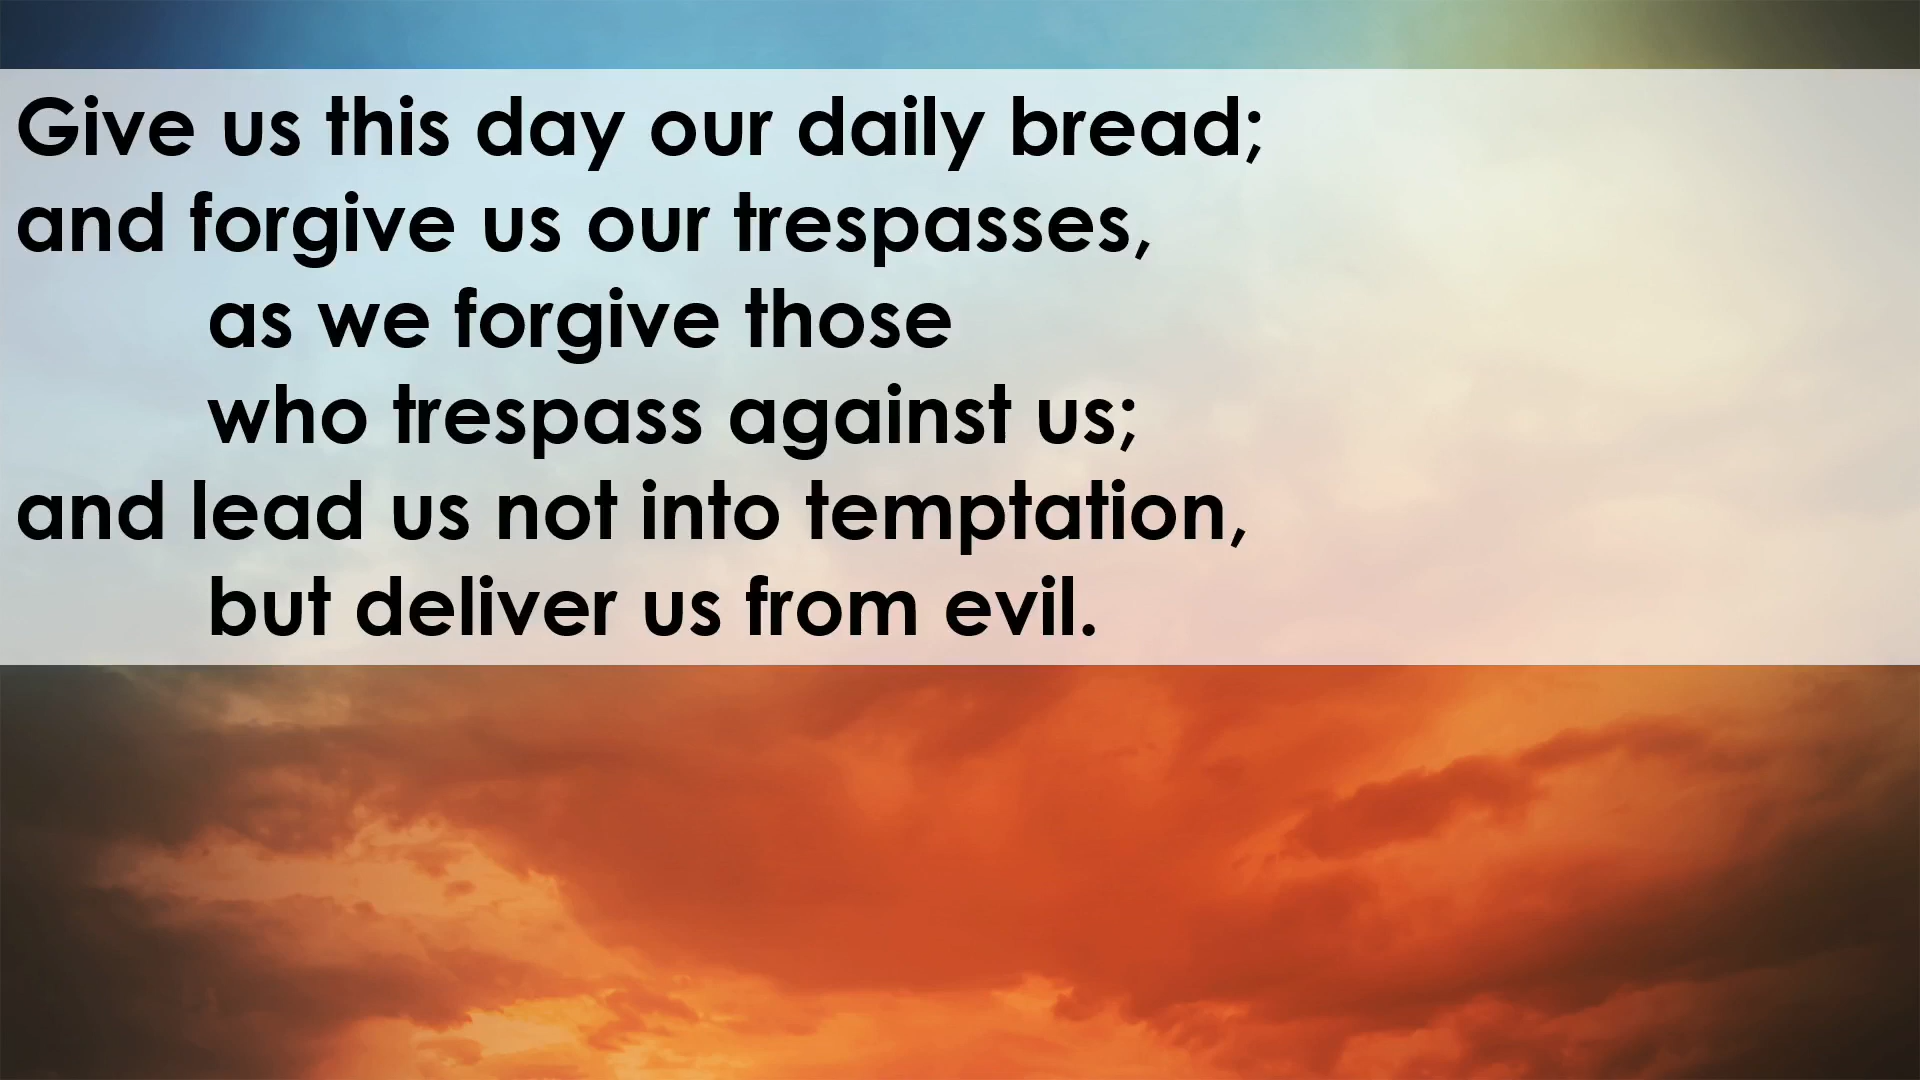 Give us this day our daily bread;
and forgive us our trespasses,
as we forgive those
who trespass against us;
and lead us not into temptation,
but deliver us from evil.